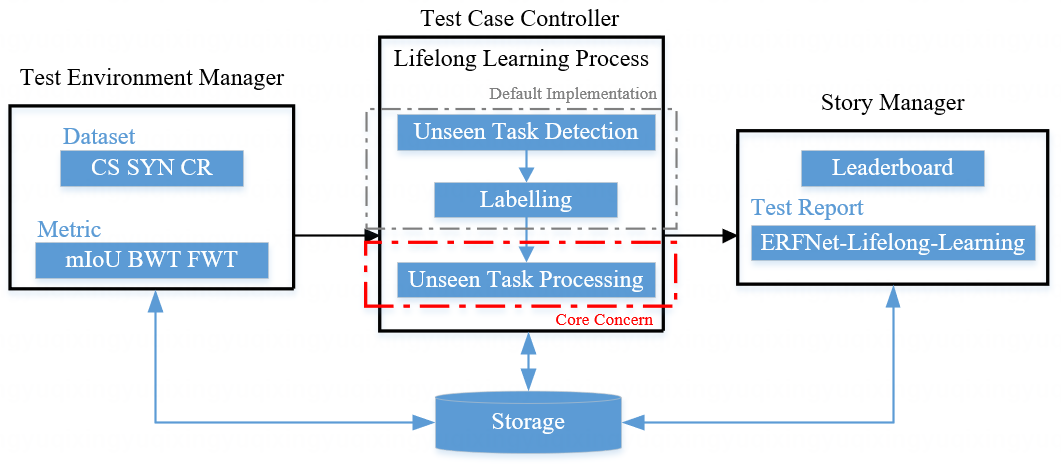 Test Environment Manager
Dataset
CS SYN CR
Metric
mIoU BWT FWT
Test Case Controller
Lifelong Learning Process
Default Implementation
Unseen Task Detection
Labelling
Unseen Task Processing
Core Concern
Story Manager
Leaderboard
Test Report
ERFNet-Lifelong-Learning
Storage